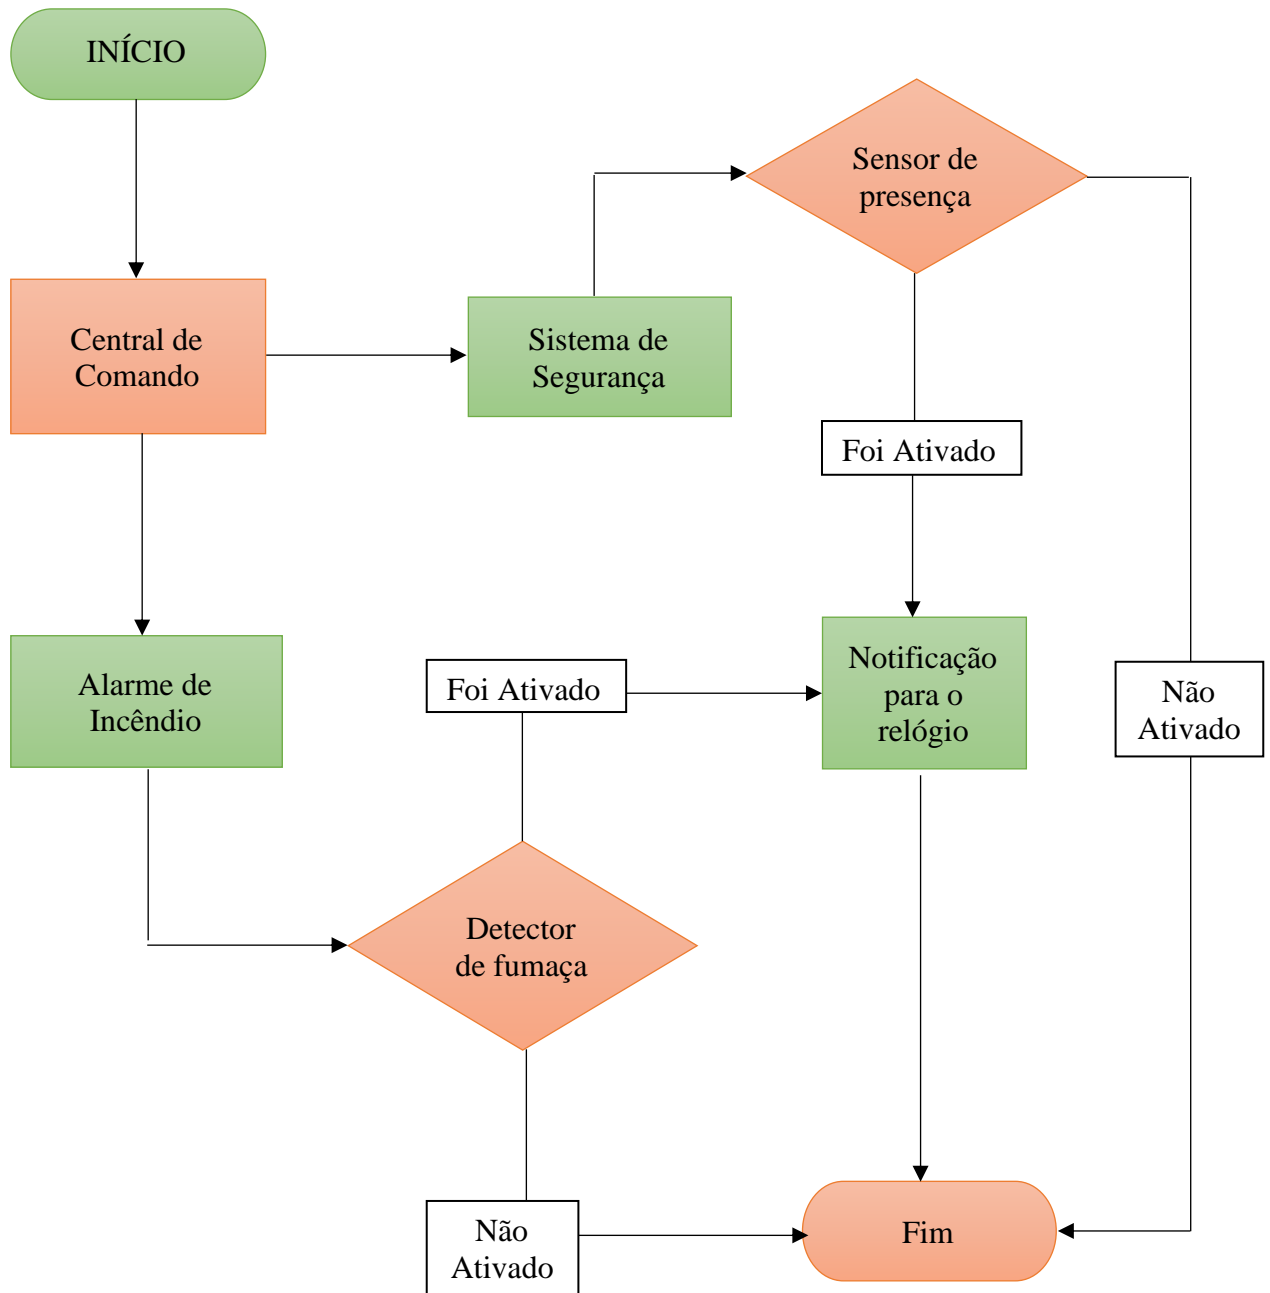 INÍCIO
Sensor de
presença
Central de
Comando
Sistema de
Segurança
Foi Ativado
Alarme de
Incêndio
Foi Ativado
Notificação
para o
relógio
Não
Ativado
Detector
de fumaça
Não
Ativado
Fim